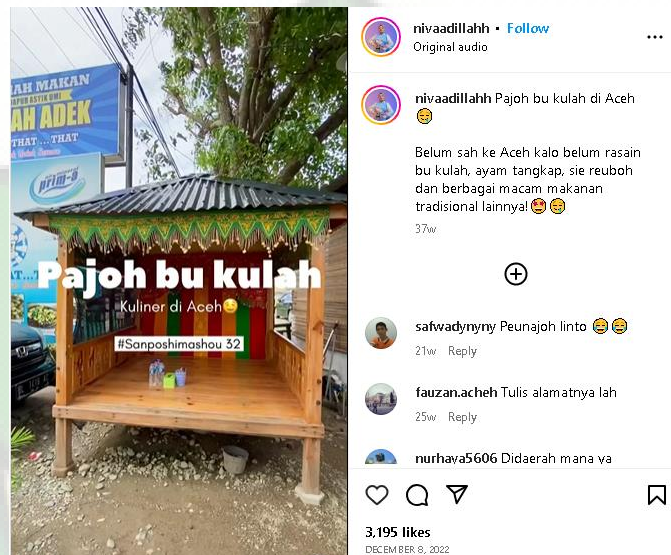 AH MAKAN
AH ADEK
THAT ... THAT
prim-a
Pajoh bu kulah
Kuliner di Aceh🤤
#Sanposhimashou 32
nivaadillahh • Follow
Original audio
nivaadillahh Pajoh bu kulah di Aceh
😋
Belum sah ke Aceh kalo belum rasain
bu kulah, ayam tangkap, sie reuboh
dan berbagai macam makanan
tradisional lainnya!🤩😋
37w
safwadynyny Peunajoh linto 😂😂
21w Reply
fauzan.acheh Tulis alamatnya lah
25w Reply
nurhaya5606 Didaerah mana ya
3,195 likes
DECEMBER 8, 2022